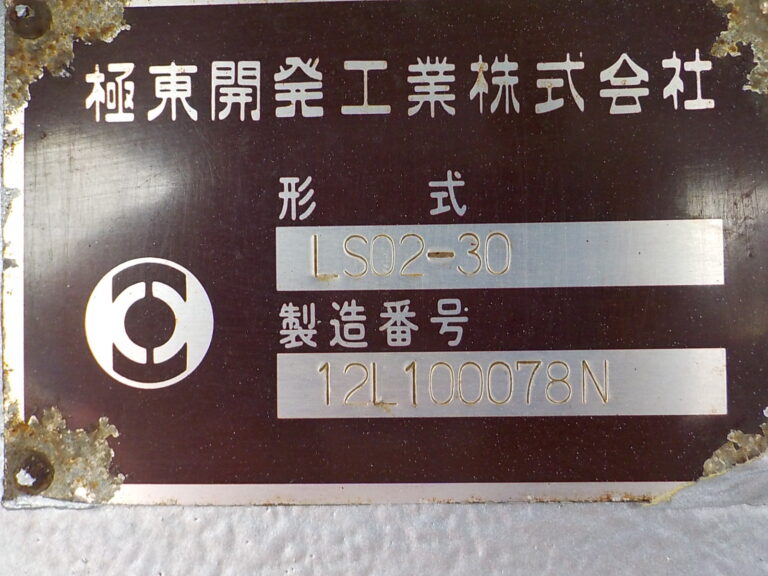 極東開発工業株式会社
形 式
LS02-30
製造番号
12L100078N